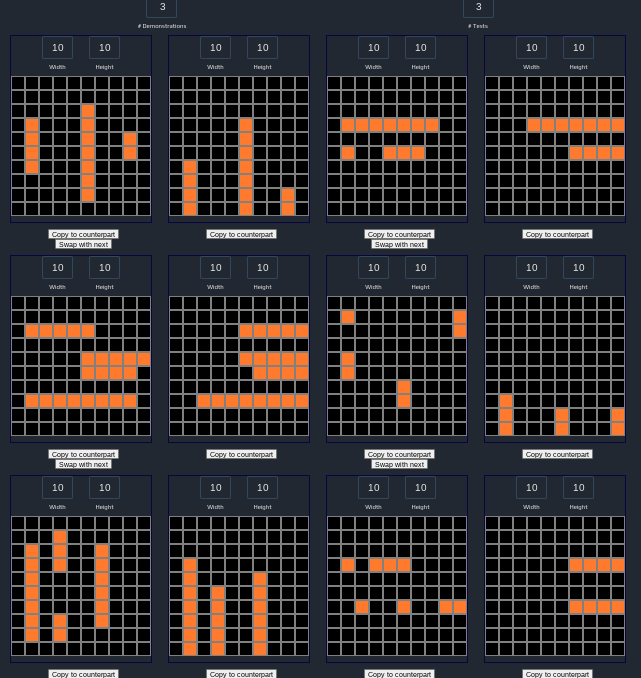 3 3
# Demonstrations # Tests
10 10 10 10 10 10 10 10
Width Height Width Height Width Height Width Height
Copy to counterpart Copy to counterpart Copy to counterpart Copy to counterpart
Swap with next Swap with next
10 10 10 10 10 10 10 10
Width Height Width Height Width Height Width Height
Copy to counterpart Copy to counterpart Copy to counterpart Copy to counterpart
Swap with next Swap with next
10 10 10 10 10 10 10 10
Width Height Width Height Width Height Width Height
Copy to counterpart Copy to counterpart Copy to counterpart Copy to counterpart